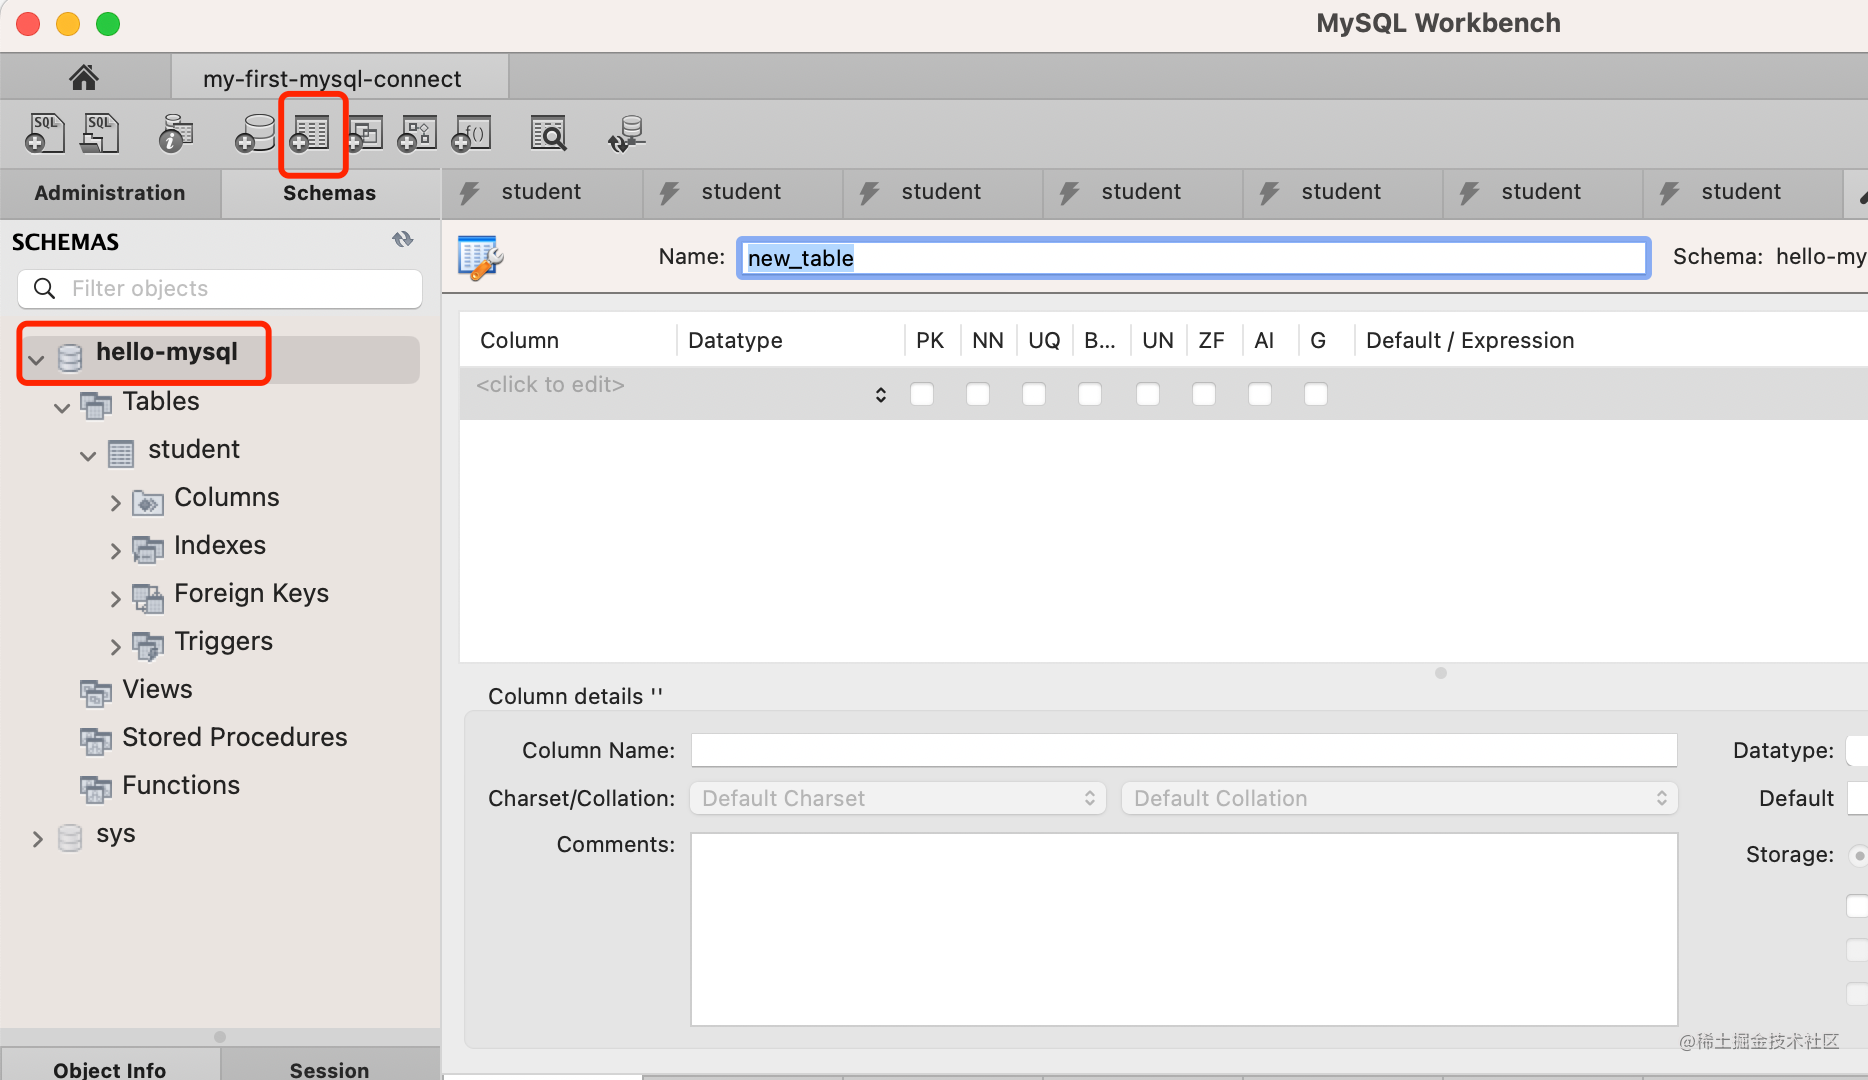 MySQL Workbench
my-first-mysql-connect
SQL SQL f()
Administration Schemas student student student student student student student
SCHEMAS
Name: new_table Schema: hello-my
Filter objects
Column Datatype PK NN UQ B... UN ZF AI G Default / Expression
hello-mysql
<click to edit>
Tables
student
Columns
Indexes
Foreign Keys
Triggers
Views
Stored Procedures
Functions
sys
Column details ''
Column Name: Datatype:
Charset/Collation: Default Charset Default Collation Default
Comments: Storage:
@稀土掘金技术社区
Object Info Session